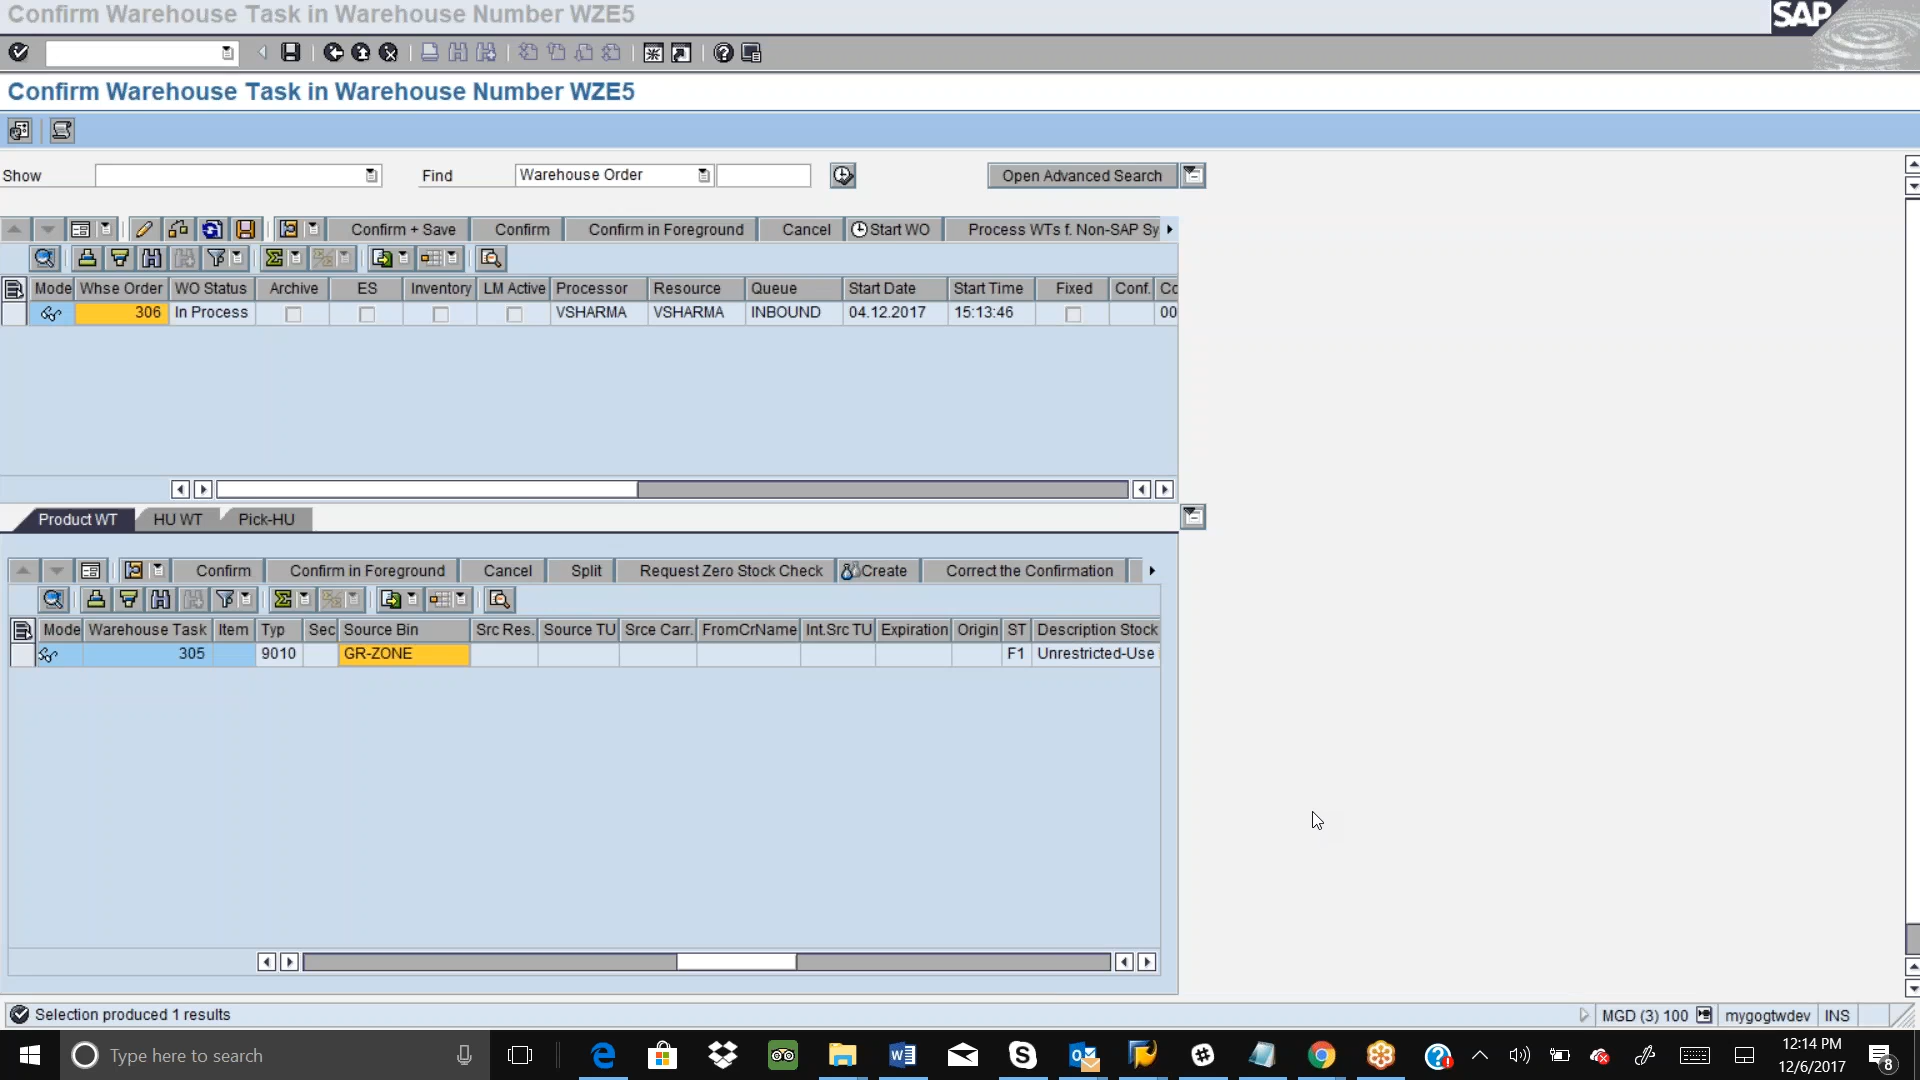 Confirm Warehouse Task in Warehouse Number WZE5
SAP
Confirm Warehouse Task in Warehouse Number WZE5
Show Find Warehouse Order Open Advanced Search
Confirm + Save Confirm Confirm in Foreground Cancel Start WO Process WTs f. Non-SAP Sy
Mode Whse Order WO Status Archive ES Inventory LM Active Processor Resource Queue Start Date Start Time Fixed Conf. Co
306 In Process VSHARMA VSHARMA INBOUND 04.12.2017 15:13:46 00
Product WT HU WT Pick-HU
Confirm Confirm in Foreground Cancel Split Request Zero Stock Check Create Correct the Confirmation
Mode Warehouse Task Item Typ Sec Source Bin Src Res. Source TU Srce Carr. FromCrName Int.Src TU Expiration Origin ST Description Stock
305 9010 GR-ZONE F1 Unrestricted-Use
Selection produced 1 results MGD (3) 100 mygogtwdev INS
Type here to search 12:14 PM
12/6/2017 8